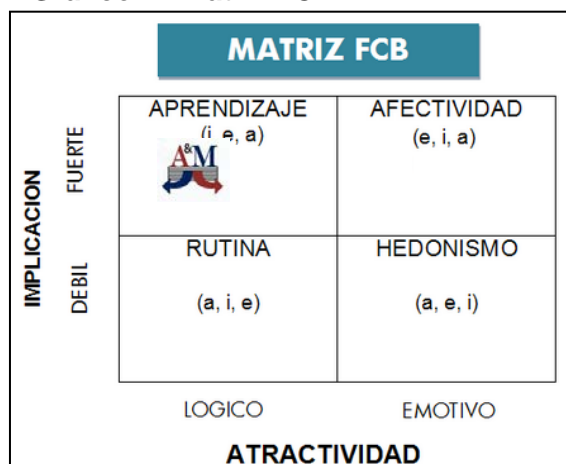 MATRIZ FCB
APRENDIZAJE
(i, e, a)
A&M
AFECTIVIDAD
(e, i, a)
FUERTE
IMPLICACION
DEBIL
RUTINA
(a, i, e)
HEDONISMO
(a, e, i)
LOGICO
EMOTIVO
ATRACTIVIDAD